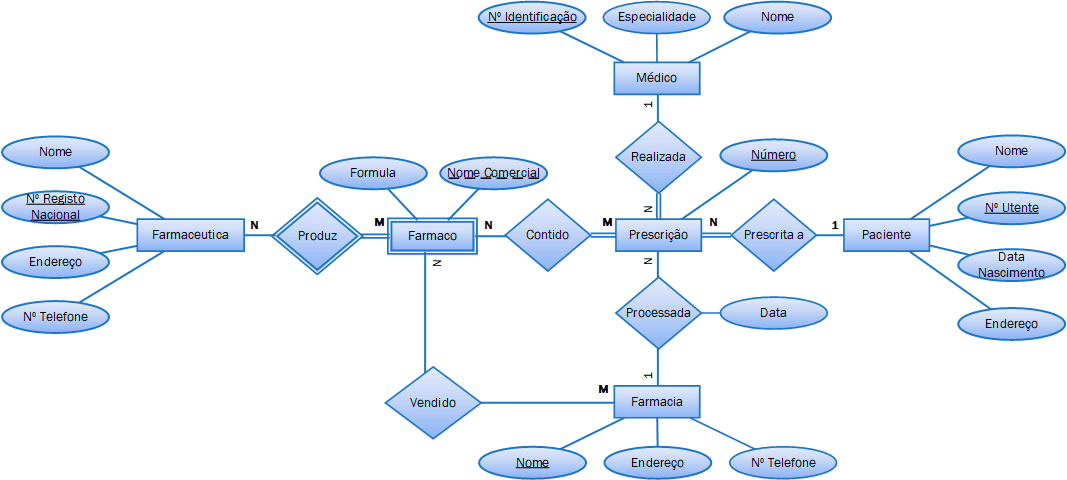 Nº Identificação
Especialidade
Nome
Médico
1
Realizada
N
Número
Nome
Nº Registo
Nacional
Endereço
Nº Telefone
Farmaceutica
N
Produz
M
Formula
Nome Comercial
Farmaco
N
N
Contido
M
Prescrição
N
N
Prescrita a
1
Paciente
Nome
Nº Utente
Data
Nascimento
Endereço
Processada
Data
1
Vendido
M
Farmacia
Nome
Endereço
Nº Telefone